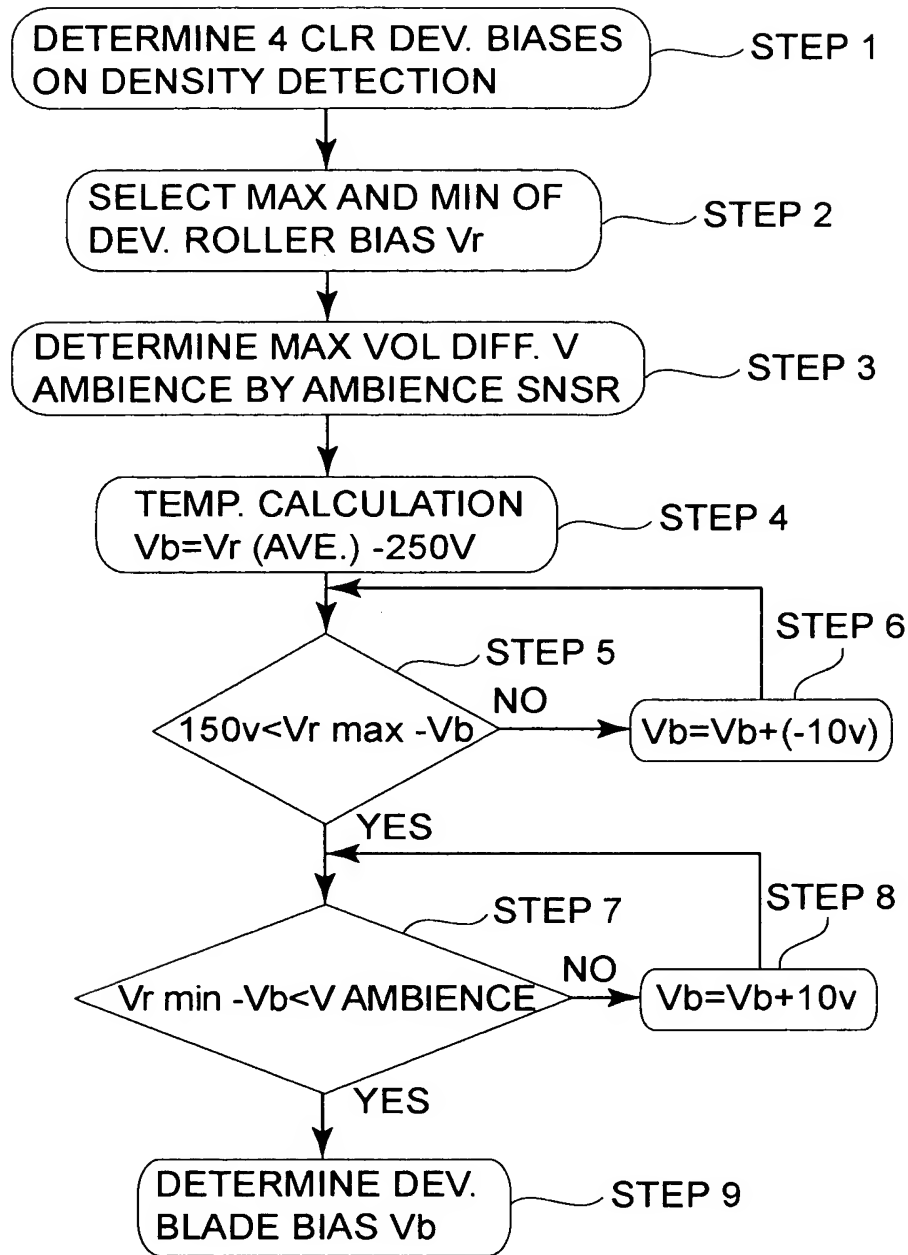 DETERMINE 4 CLR DEV. BIASES
ON DENSITY DETECTION
STEP 1
SELECT MAX AND MIN OF
DEV. ROLLER BIAS Vr
STEP 2
DETERMINE MAX VOL DIFF. V
AMBIENCE BY AMBIENCE SNSR
STEP 3
TEMP. CALCULATION
Vb=Vr (AVE.) -250V
STEP 4
STEP 5
150v<Vr max -Vb
NO
STEP 6
Vb=Vb+(-10v)
YES
STEP 7
Vr min -Vb<V AMBIENCE
NO
STEP 8
Vb=Vb+10v
YES
DETERMINE DEV.
BLADE BIAS Vb
STEP 9